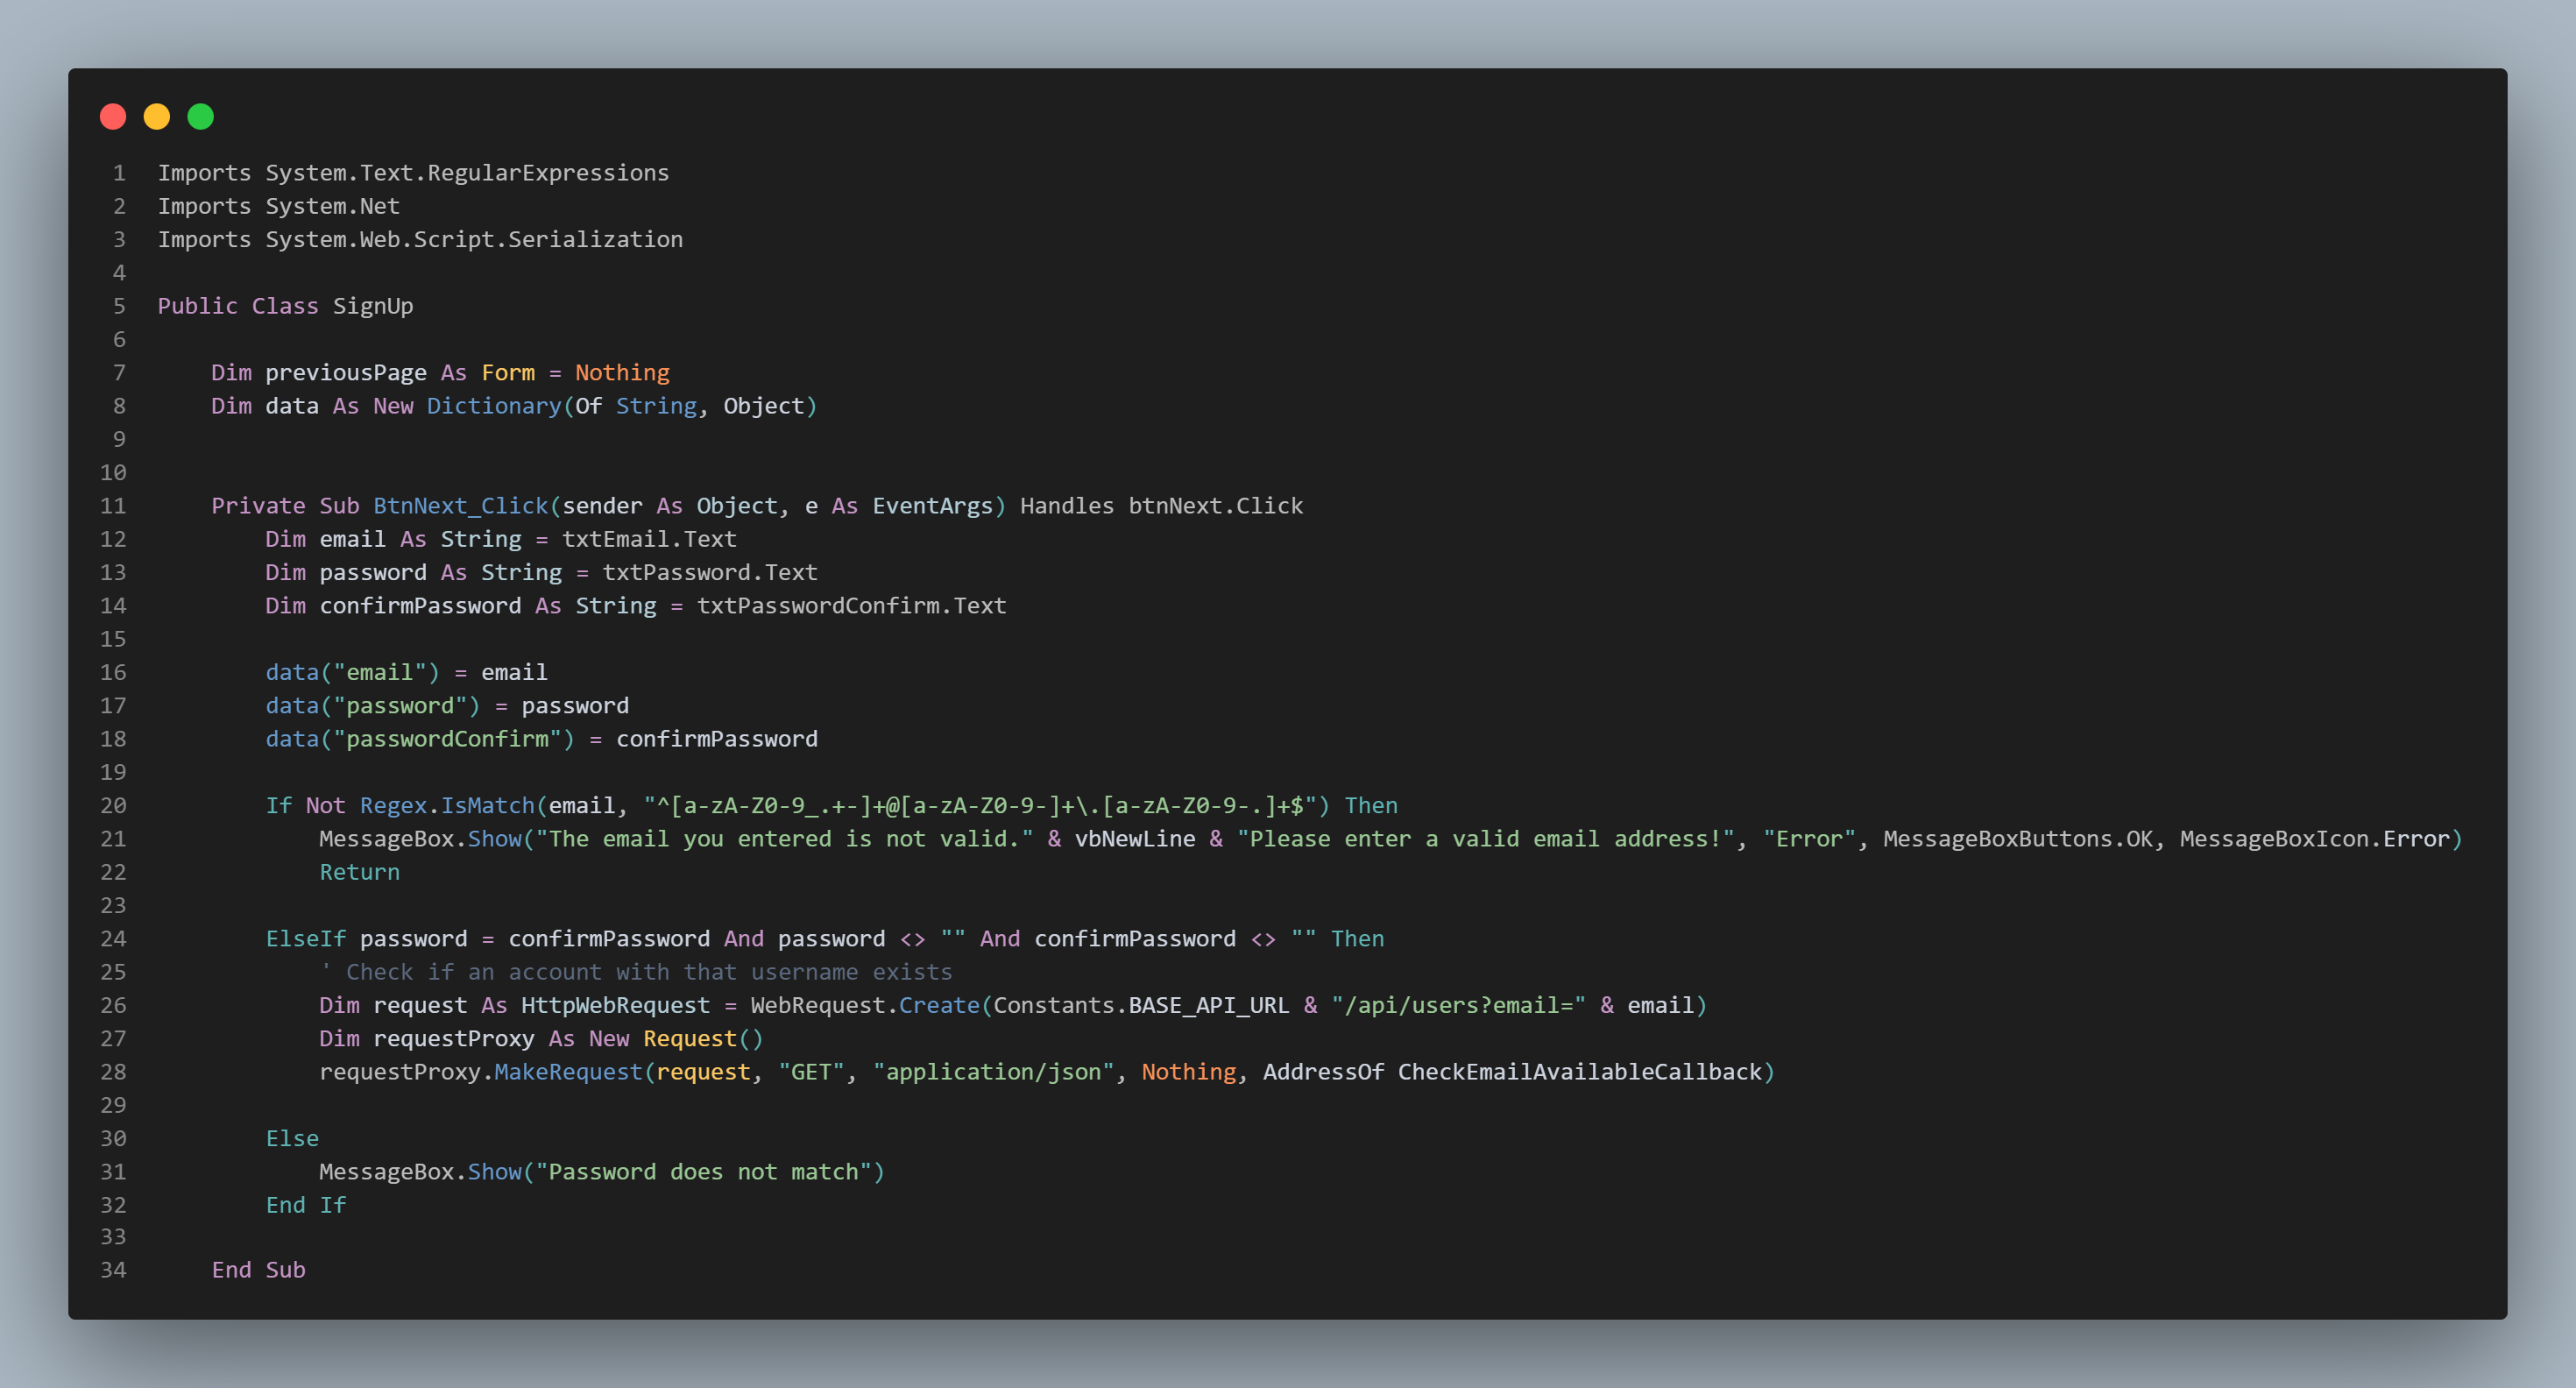 1 Imports System.Text.RegularExpressions
2 Imports System.Net
3 Imports System.Web.Script.Serialization
4
5 Public Class SignUp
6
7     Dim previousPage As Form = Nothing
8     Dim data As New Dictionary(Of String, Object)
9
10
11     Private Sub BtnNext_Click(sender As Object, e As EventArgs) Handles btnNext.Click
12         Dim email As String = txtEmail.Text
13         Dim password As String = txtPassword.Text
14         Dim confirmPassword As String = txtPasswordConfirm.Text
15
16         data("email") = email
17         data("password") = password
18         data("passwordConfirm") = confirmPassword
19
20         If Not Regex.IsMatch(email, "^[a-zA-Z0-9_.+-]+@[a-zA-Z0-9-]+\.[a-zA-Z0-9-.]+$") Then
21             MessageBox.Show("The email you entered is not valid." & vbNewLine & "Please enter a valid email address!", "Error", MessageBoxButtons.OK, MessageBoxIcon.Error)
22             Return
23
24         ElseIf password = confirmPassword And password <> "" And confirmPassword <> "" Then
25             ' Check if an account with that username exists
26             Dim request As HttpWebRequest = WebRequest.Create(Constants.BASE_API_URL & "/api/users?email=" & email)
27             Dim requestProxy As New Request()
28             requestProxy.MakeRequest(request, "GET", "application/json", Nothing, AddressOf CheckEmailAvailableCallback)
29
30         Else
31             MessageBox.Show("Password does not match")
32         End If
33
34     End Sub